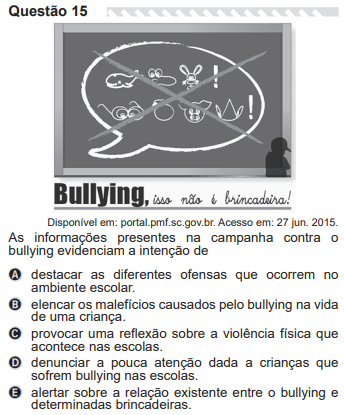 Questão 15
!
!
Bullying, isso não é brincadeira!
Disponível em: portal.pmf.sc.gov.br. Acesso em: 27 jun. 2015.
As informações presentes na campanha contra o
bullying evidenciam a intenção de
A destacar as diferentes ofensas que ocorrem no
ambiente escolar.
B elencar os malefícios causados pelo bullying na vida
de uma criança.
C provocar uma reflexão sobre a violência física que
acontece nas escolas.
D denunciar a pouca atenção dada a crianças que
sofrem bullying nas escolas.
E alertar sobre a relação existente entre o bullying e
determinadas brincadeiras.